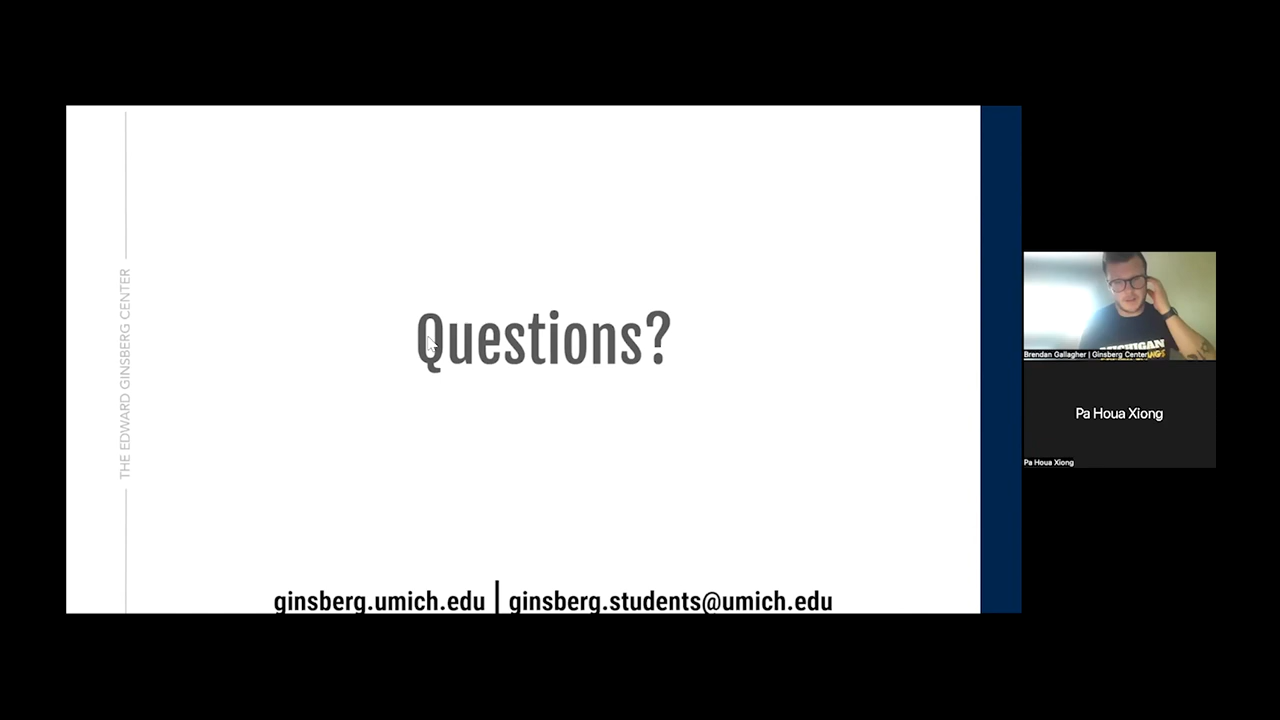 THE EDWARD GINSBERG CENTER
Questions?
ginsberg.umich.edu | ginsberg.students@umich.edu
MICHIGAN
Brendan Gallagher | Ginsberg Center
Pa Houa Xiong
Pa Houa Xiong